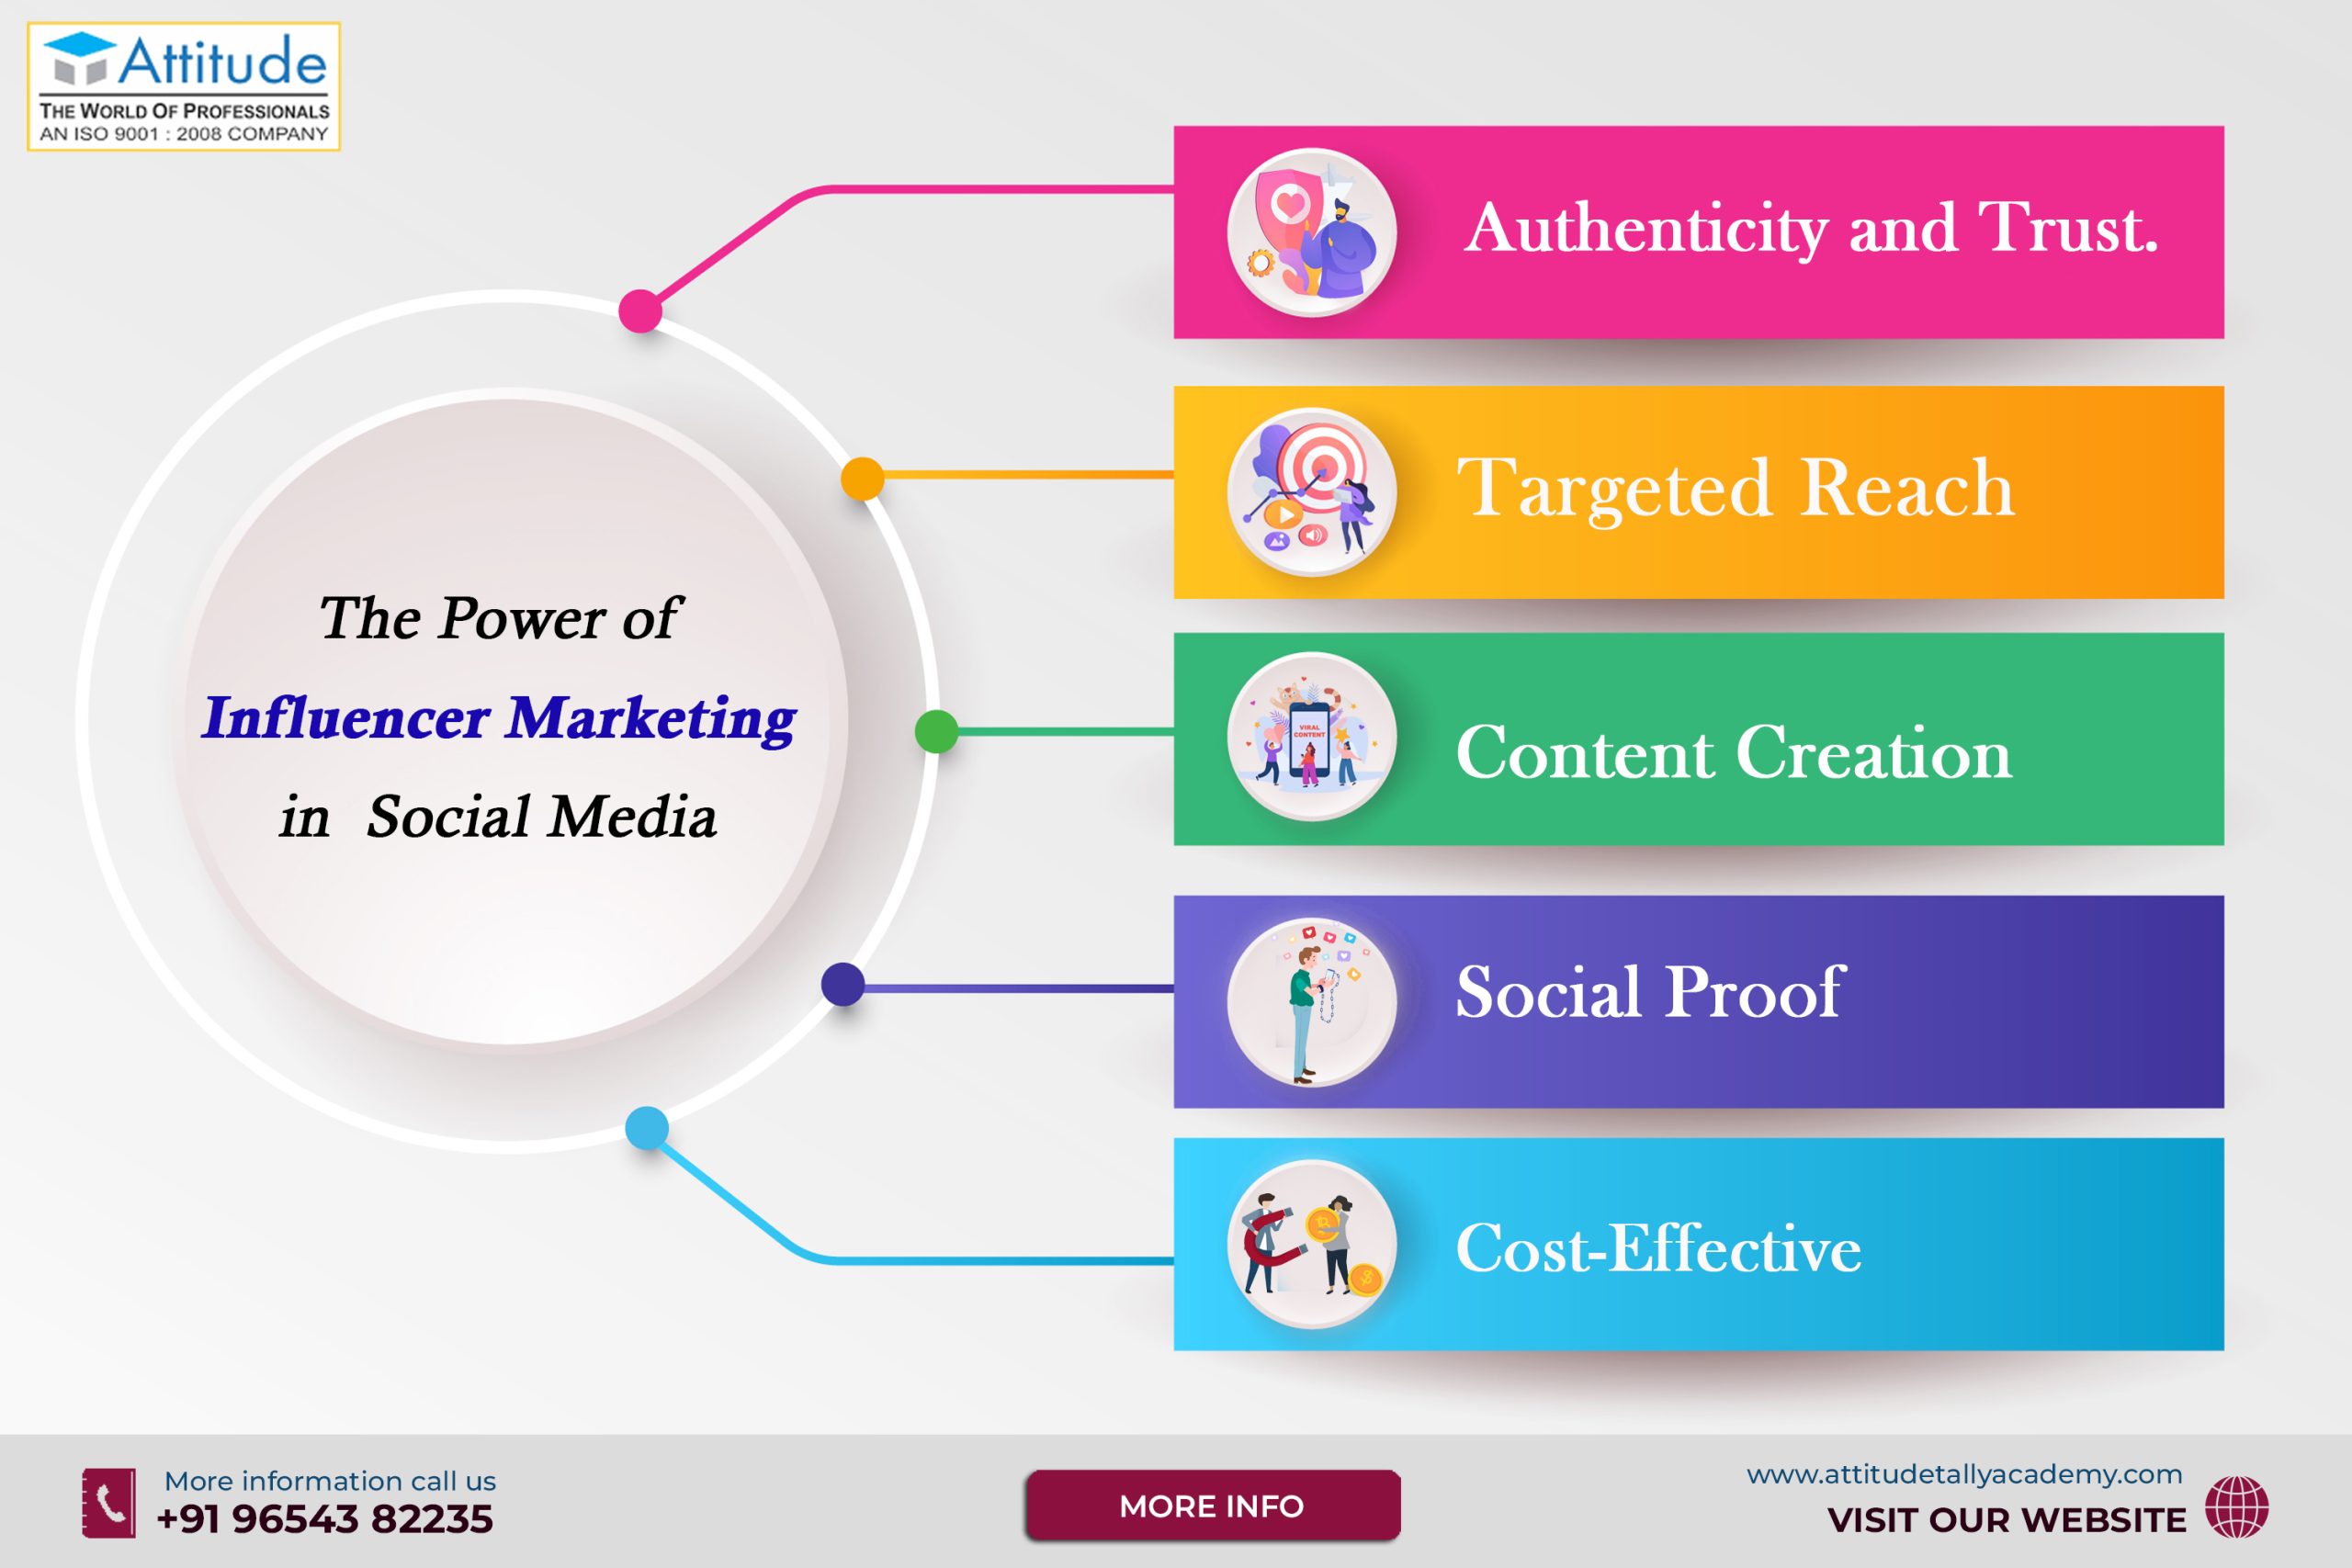 Attitude
THE WORLD OF PROFESSIONALS
AN ISO 9001 : 2008 COMPANY
The Power of
Influencer Marketing
in Social Media
Authenticity and Trust.
Targeted Reach
VIRAL
CONTENT
Content Creation
Social Proof
Cost-Effective
More information call us
+91 96543 82235
MORE INFO
www.attitudetallyacademy.com
VISIT OUR WEBSITE